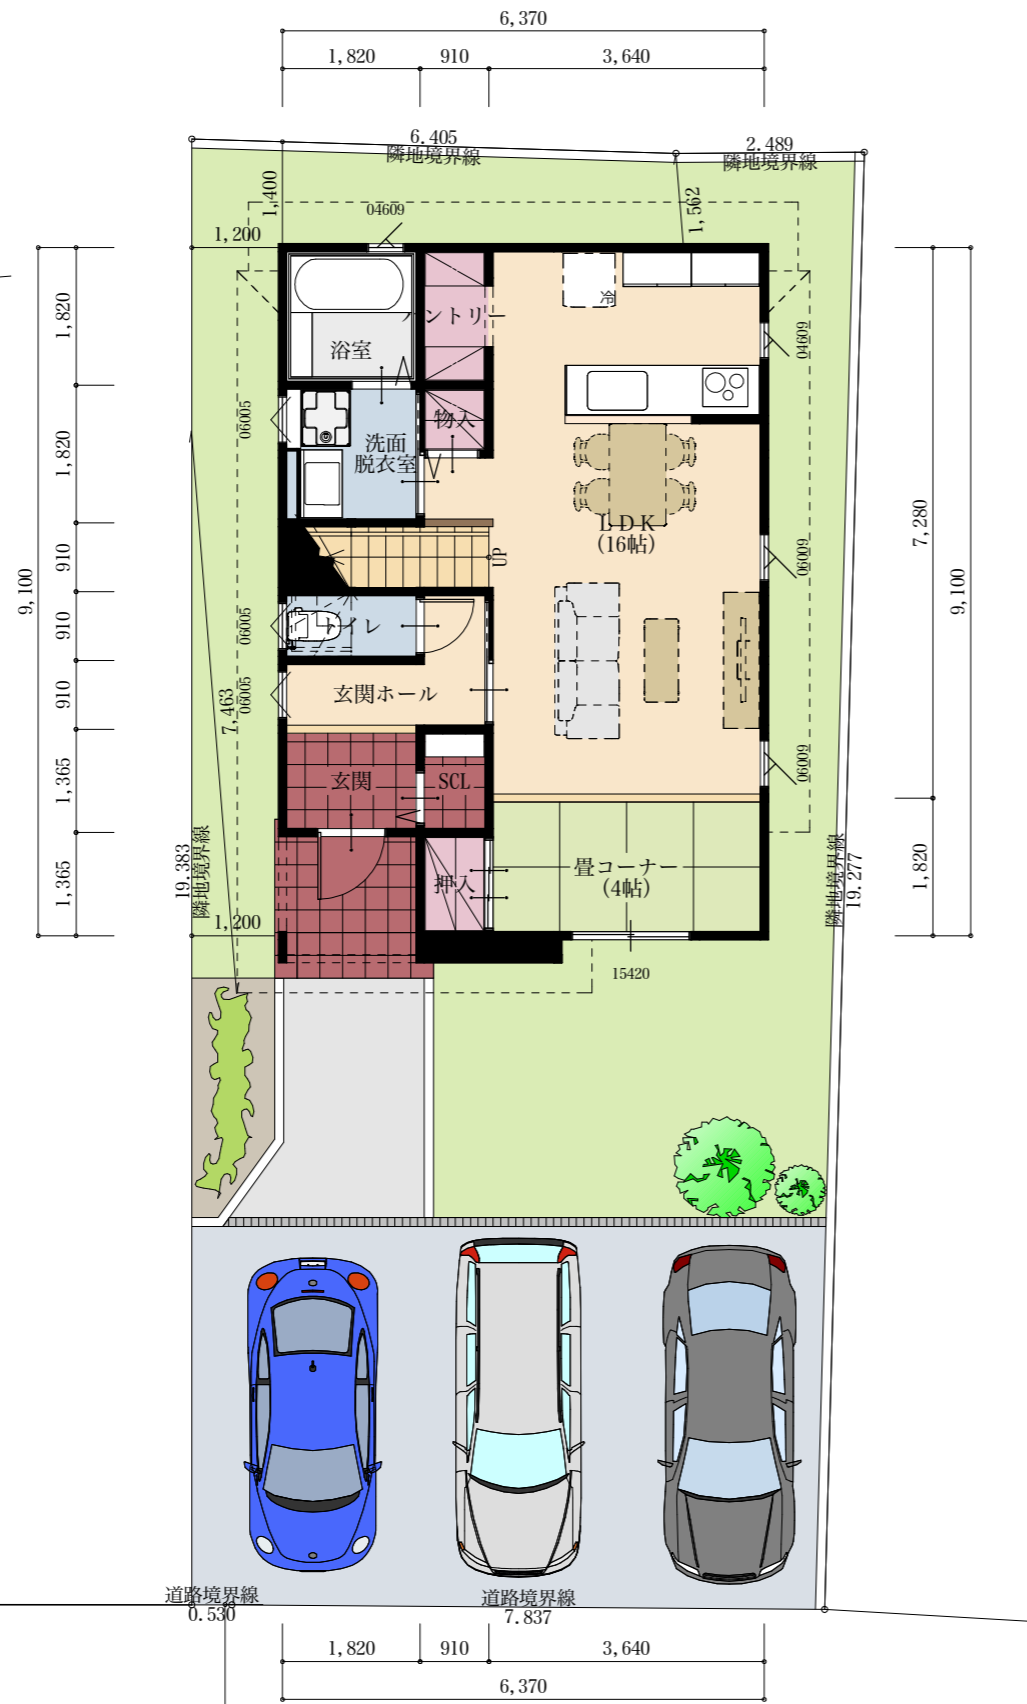 6,370
1,820
910
3,640
6.405
隣地境界線
2.489
隣地境界線
1,400
1,562
04609
1,200
1,820
1,820
910
910
910
1,365
1,365
9,100
冷
パントリー
浴室
04609
06005
物入
洗面
脱衣室
LDK
(16帖)
UP
06009
7,280
9,100
06005
トイレ
玄関ホール
06005
7,463
玄関
SCL
06009
畳コーナー
(4帖)
押入
1,820
19.383
隣地境界線
隣地境界線
19.277
1,200
15420
道路境界線
0.530
道路境界線
7.837
1,820
910
3,640
6,370